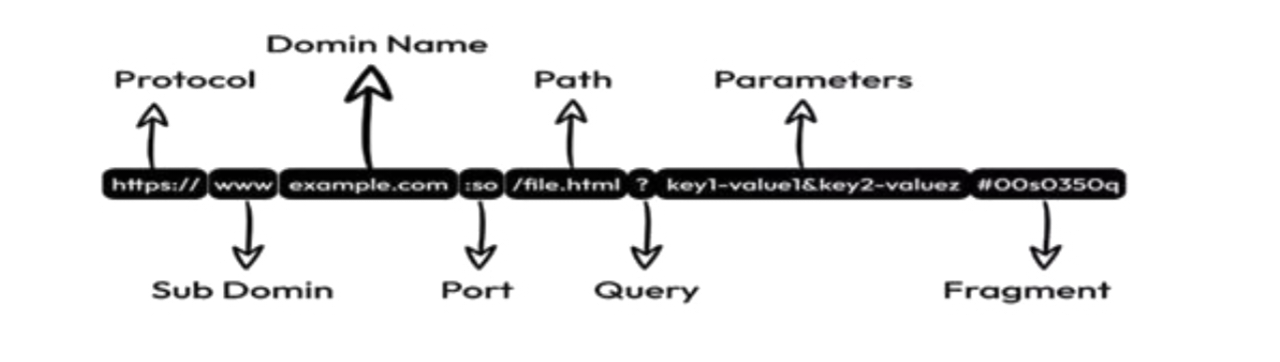 Domin Name
Protocol Path Parameters
https:// www example.com :so /file.html ? key1-value1&key2-valuez #00s0350q
Sub Domin Port Query Fragment